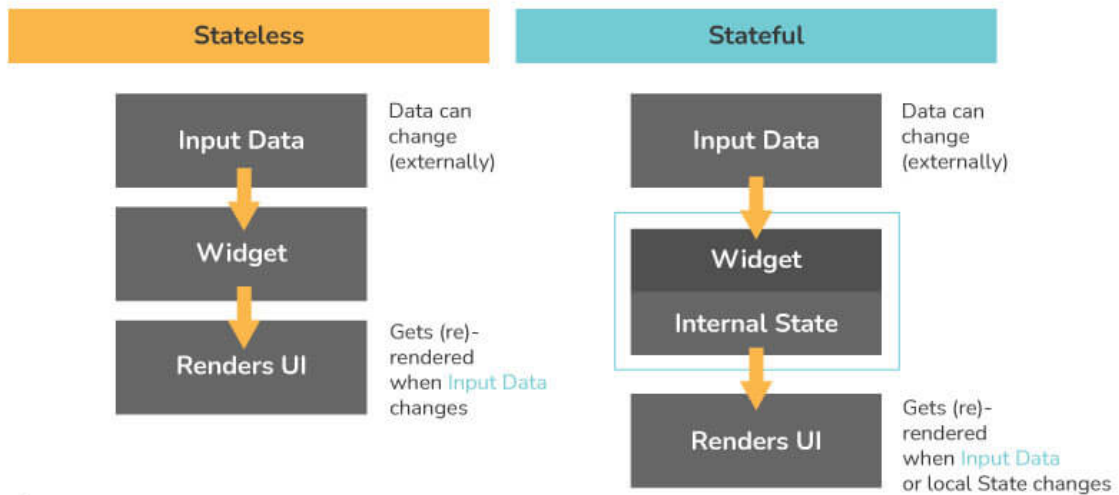 Stateless
Input Data
Data can
change
(externally)
Widget
Renders UI
Gets (re)-
rendered
when Input Data
changes
Stateful
Input Data
Data can
change
(externally)
Widget
Internal State
Renders UI
Gets (re)-
rendered
when Input Data
or local State changes